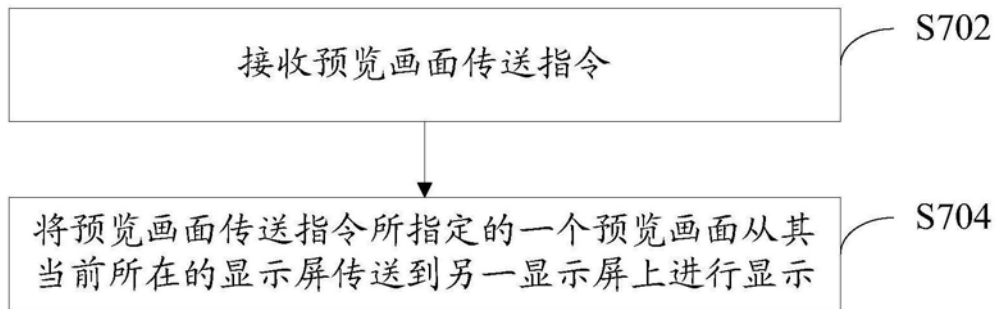 接收预览画面传送指令
S702
将预览画面传送指令所指定的一个预览画面从其
当前所在的显示屏传送到另一显示屏上进行显示
S704